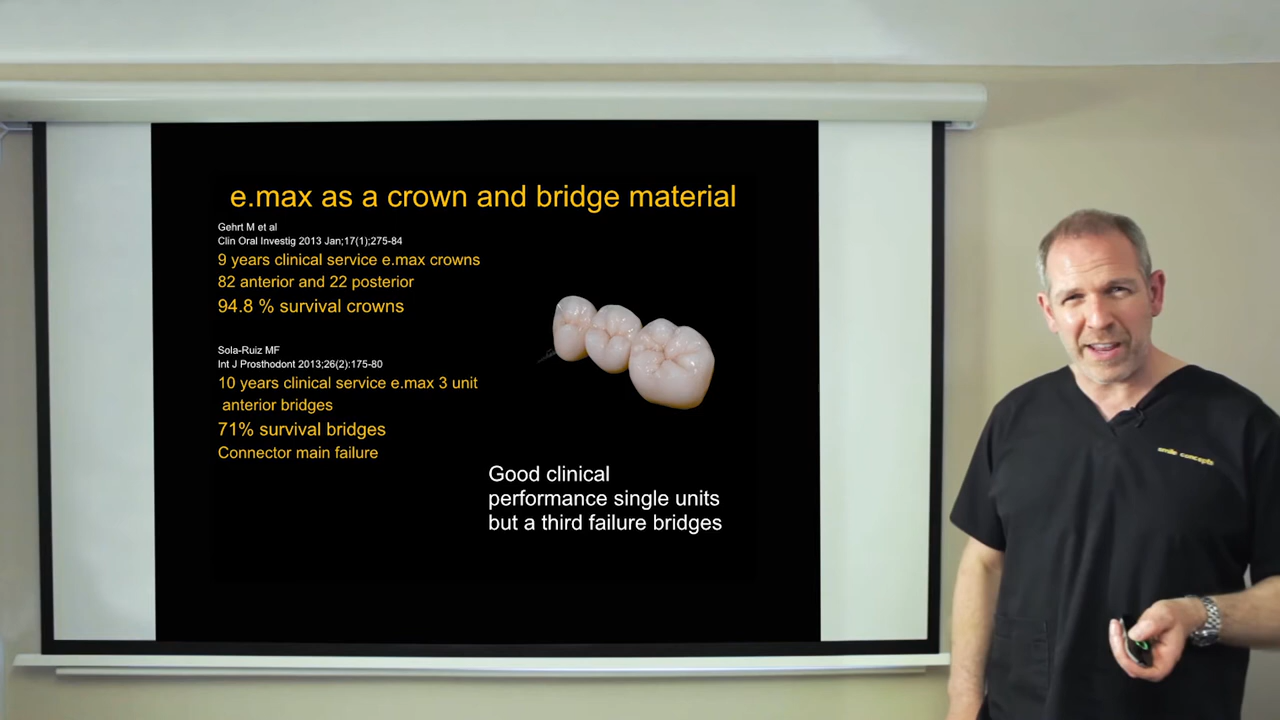 e.max as a crown and bridge material
Gehrt M et al
Clin Oral Investig 2013 Jan;17(1);275-84
9 years clinical service e.max crowns
82 anterior and 22 posterior
94.8 % survival crowns
Sola-Ruiz MF
Int J Prosthodont 2013;26(2):175-80
10 years clinical service e.max 3 unit
anterior bridges
71% survival bridges
Connector main failure
Good clinical
performance single units
but a third failure bridges
smile concepts